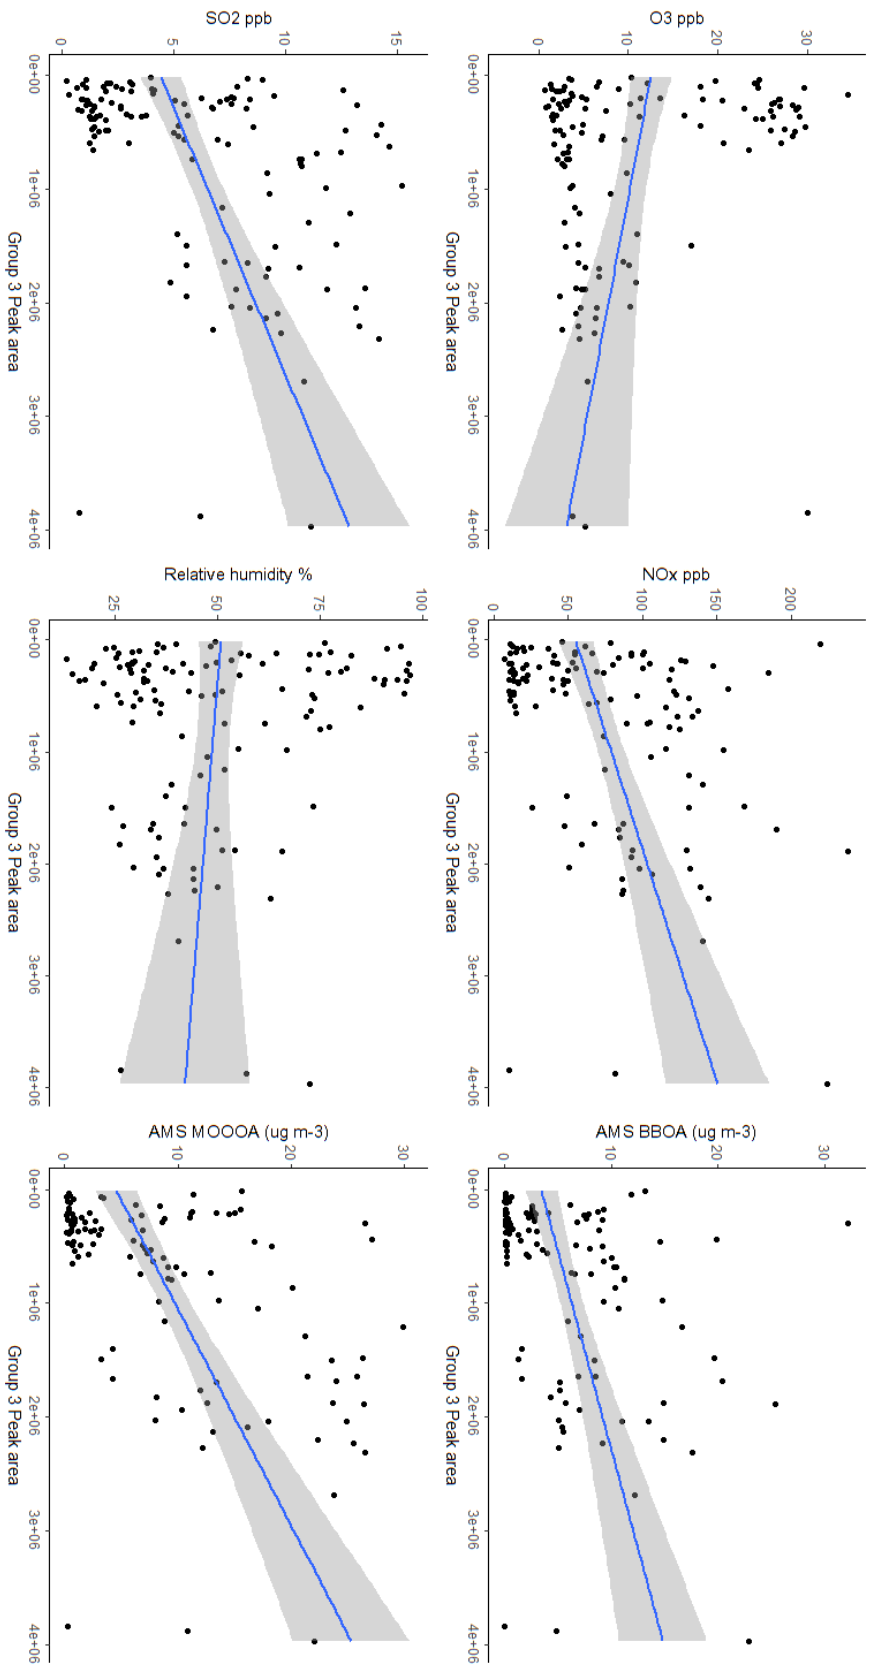 O3 ppb
30
20
10
0
0e+00 1e+06 2e+06 3e+06 4e+06
Group 3 Peak area
NOx ppb
200
150
100
50
0
0e+00 1e+06 2e+06 3e+06 4e+06
Group 3 Peak area
AMS BBOA (ug m-3)
30
20
10
0
0e+00 1e+06 2e+06 3e+06 4e+06
Group 3 Peak area
SO2 ppb
15
10
5
0
0e+00 1e+06 2e+06 3e+06 4e+06
Group 3 Peak area
Relative humidity %
100
75
50
25
0e+00 1e+06 2e+06 3e+06 4e+06
Group 3 Peak area
AMS MOOOA (ug m-3)
30
20
10
0
0e+00 1e+06 2e+06 3e+06 4e+06
Group 3 Peak area